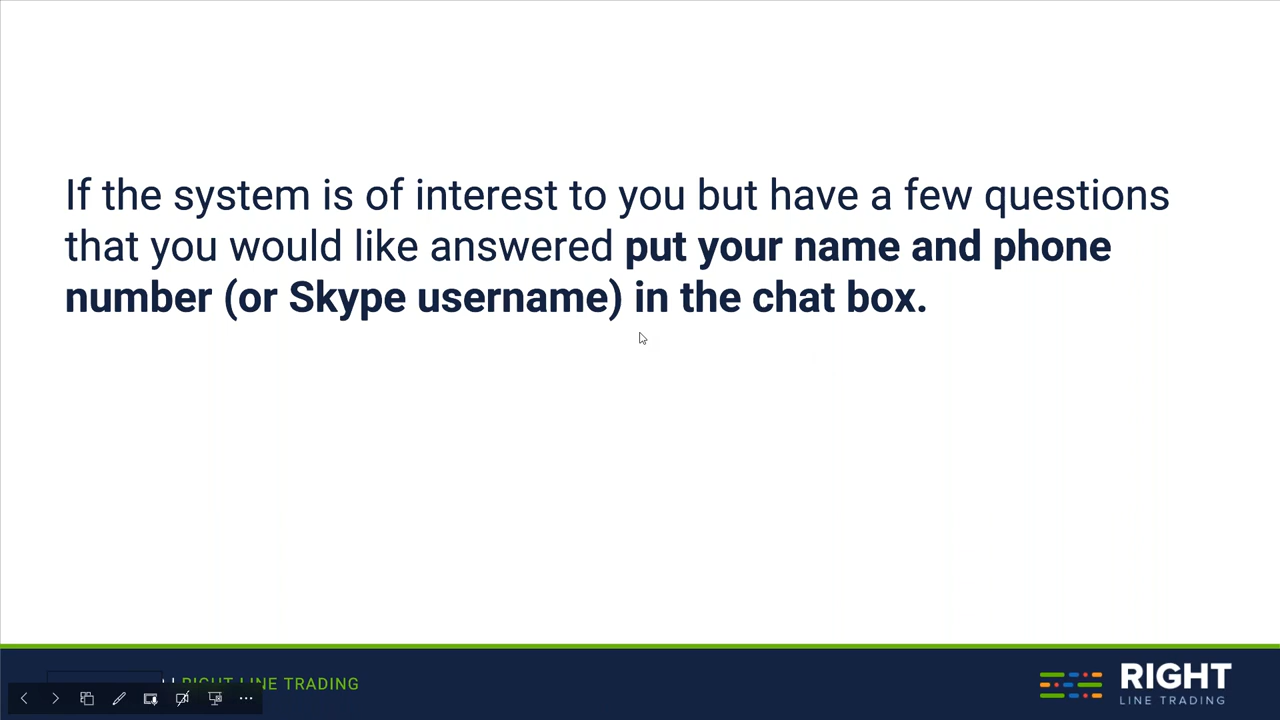 If the system is of interest to you but have a few questions
that you would like answered put your name and phone
number (or Skype username) in the chat box.
RIGHT LINE TRADING
RIGHT
LINE TRADING